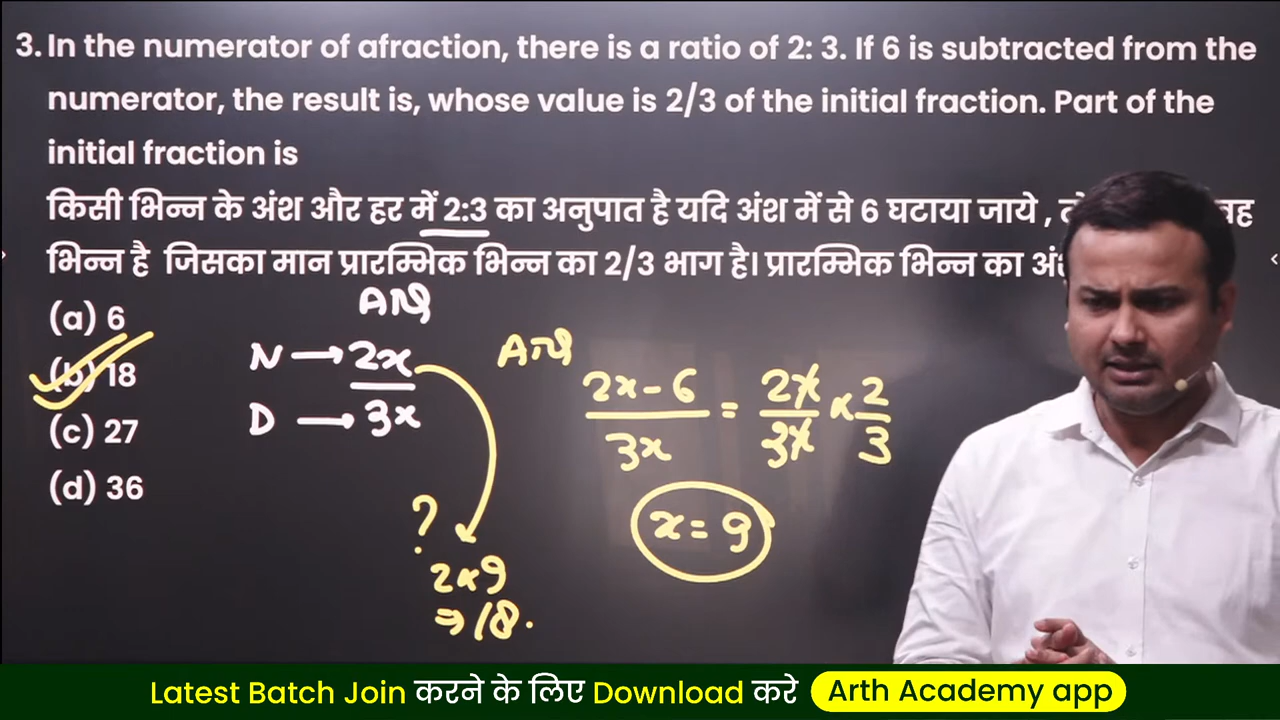 3. In the numerator of afraction, there is a ratio of 2: 3. If 6 is subtracted from the
numerator, the result is, whose value is 2/3 of the initial fraction. Part of the
initial fraction is
किसी भिन्न के अंश और हर में 2:3 का अनुपात है यदि अंश में से 6 घटाया जाये ,
भिन्न है जिसका मान प्रारम्भिक भिन्न का 2/3 भाग है। प्रारम्भिक भिन्न का
(a) 6
(b) 18
(c) 27
(d) 36
N → 2x
D → 3x
2x - 6 / 3x = 2x / 3x × 2 / 3
x = 9
?
2 x 9
⇒ 18.
Latest Batch Join करने के लिए Download करे Arth Academy app